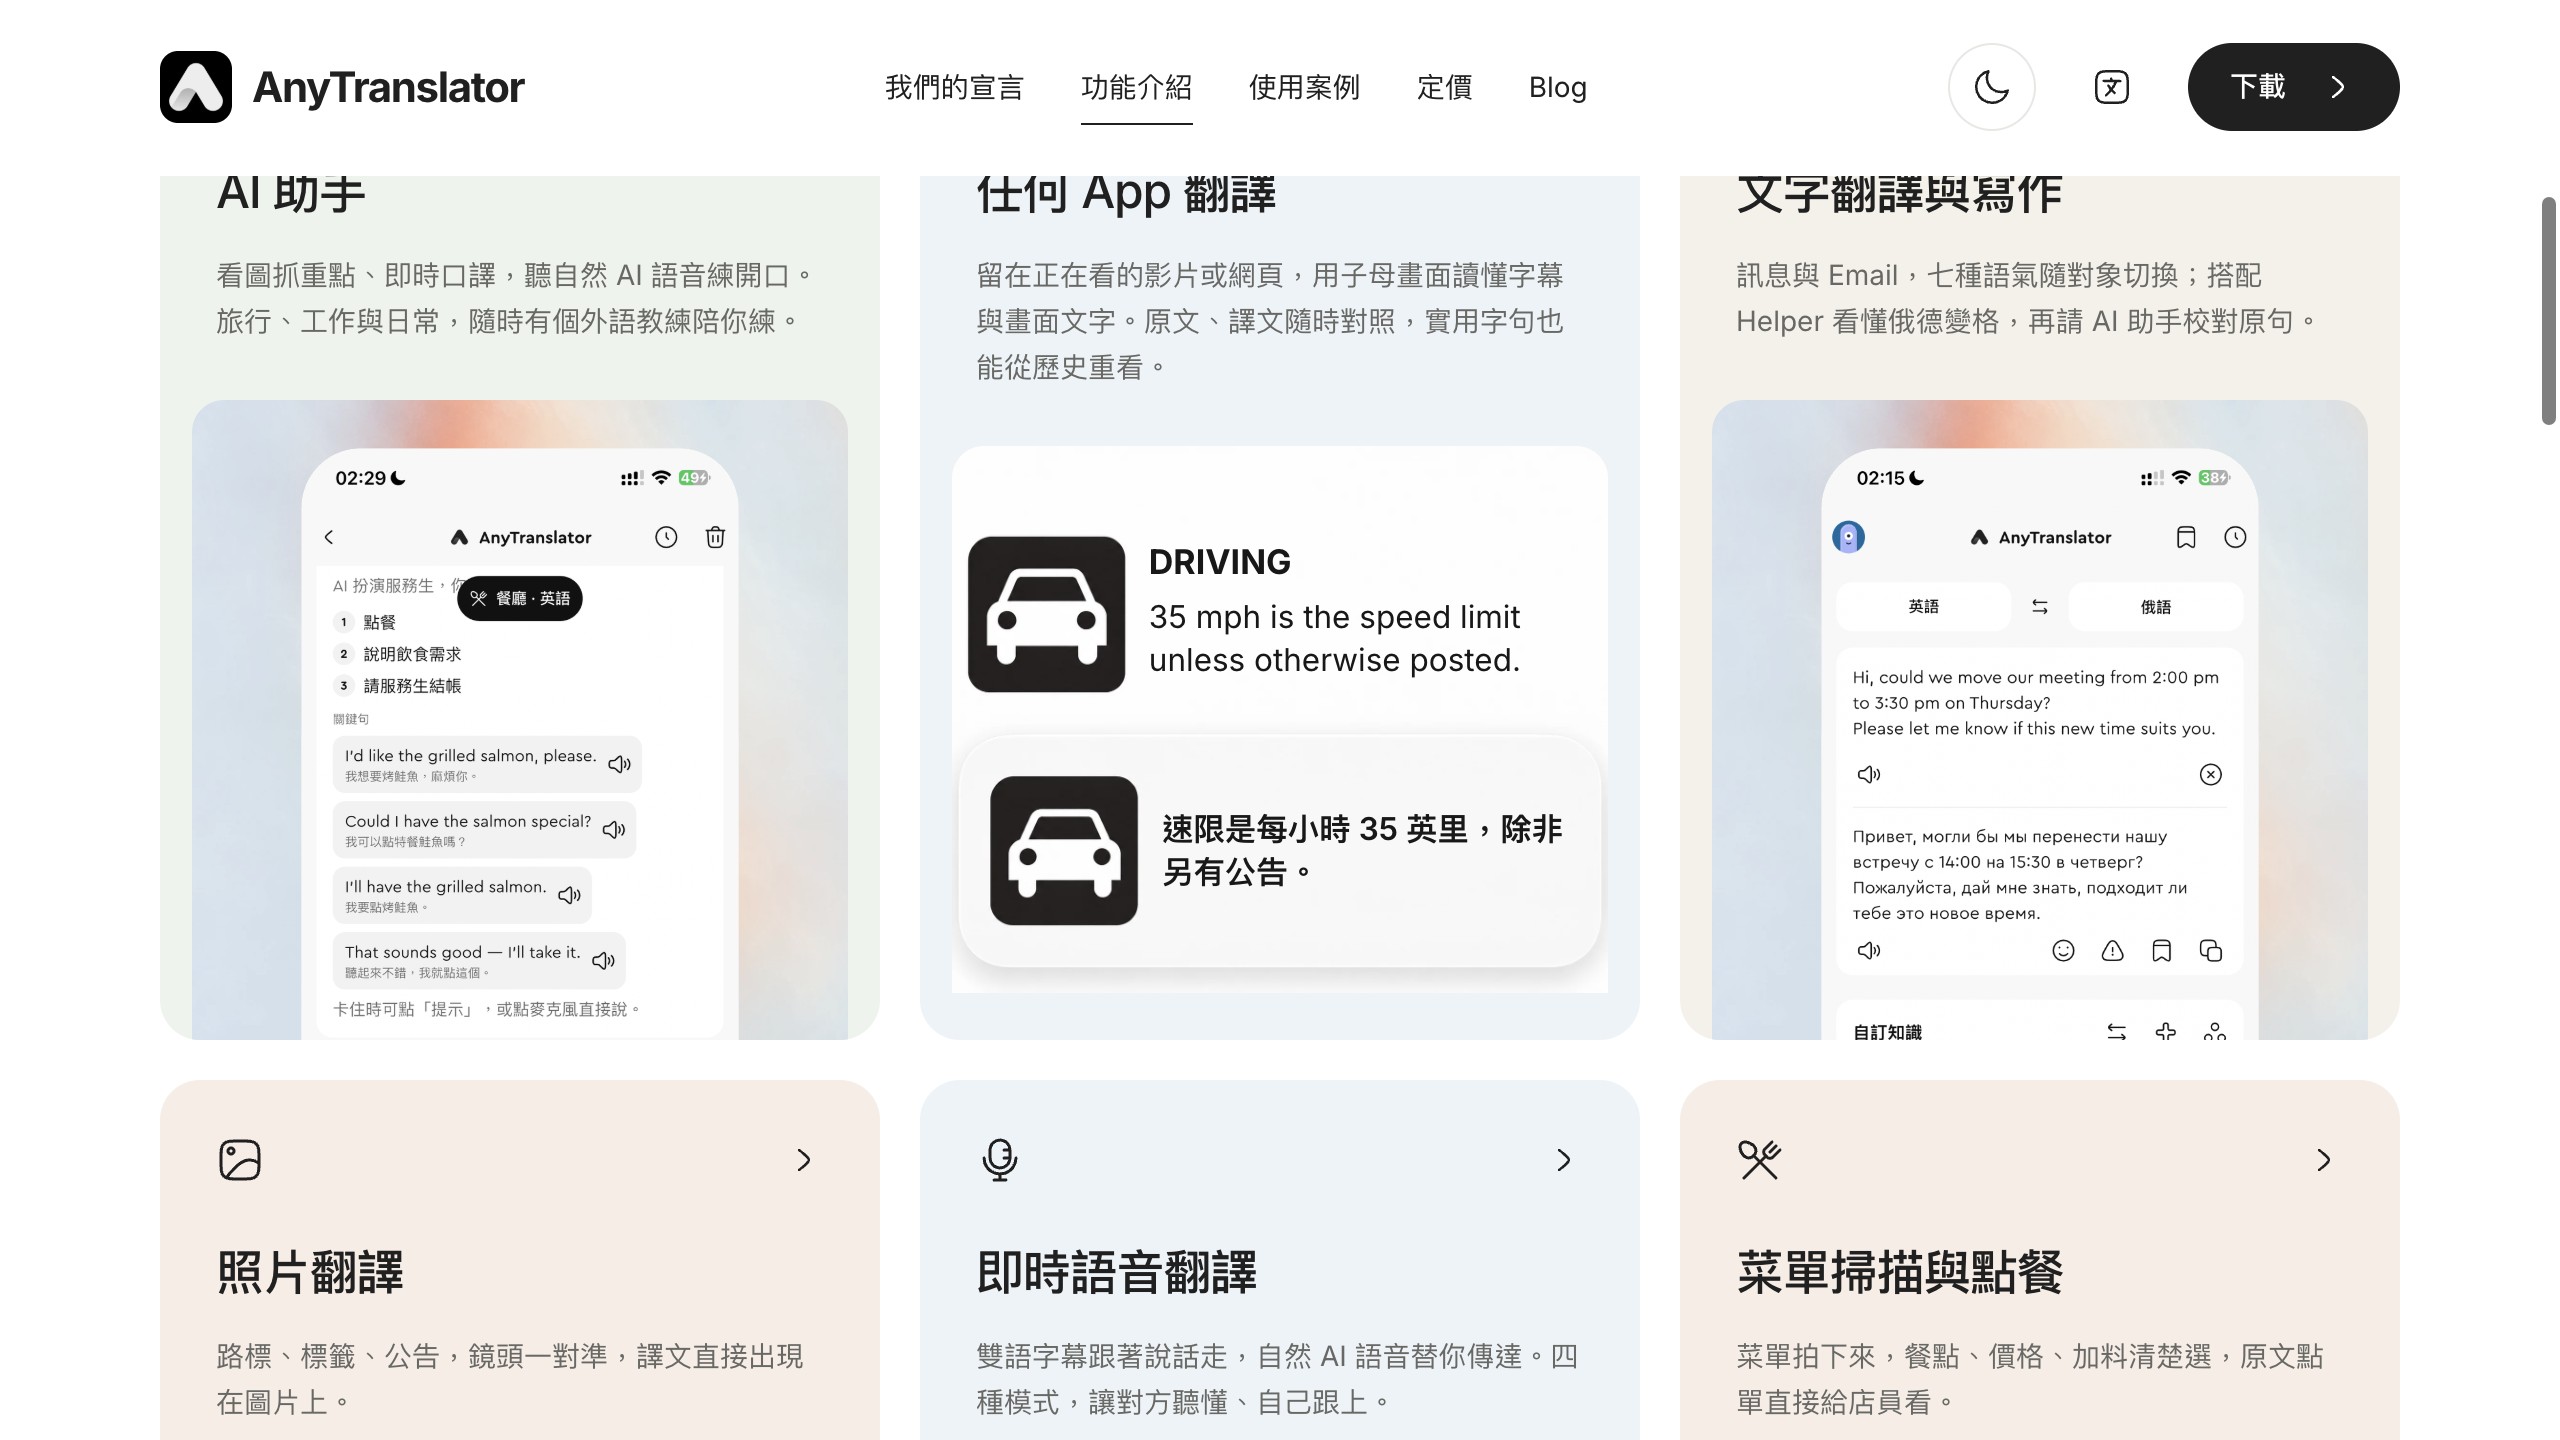 AnyTranslator
我們的宣言
功能介紹
使用案例
定價
Blog
下載
AI 助手
看圖抓重點、即時口譯，聽自然 AI 語音練開口。
旅行、工作與日常，隨時有個外語教練陪你練。
02:29
49
AnyTranslator
AI 扮演服務生，你
餐廳 · 英語
1 點餐
2 說明飲食需求
3 請服務生結帳
關鍵句
I'd like the grilled salmon, please.
我想要烤鮭魚，麻煩你。
Could I have the salmon special?
我可以點特餐鮭魚嗎？
I'll have the grilled salmon.
我要點烤鮭魚。
That sounds good — I'll take it.
聽起來不錯，我就點這個。
卡住時可點「提示」，或點麥克風直接說。
任何 App 翻譯
留在正在看的影片或網頁，用子母畫面讀懂字幕
與畫面文字。原文、譯文隨時對照，實用字句也
能從歷史重看。
DRIVING
35 mph is the speed limit
unless otherwise posted.
速限是每小時 35 英里，除非
另有公告。
文字翻譯與寫作
訊息與 Email，七種語氣隨對象切換；搭配
Helper 看懂俄德變格，再請 AI 助手校對原句。
02:15
38
AnyTranslator
英語
俄語
Hi, could we move our meeting from 2:00 pm
to 3:30 pm on Thursday?
Please let me know if this new time suits you.
Привет, могли бы мы перенести нашу
встречу с 14:00 на 15:30 в четверг?
Пожалуйста, дай мне знать, подходит ли
тебе это новое время.
自訂知識
照片翻譯
路標、標籤、公告，鏡頭一對準，譯文直接出現
在圖片上。
即時語音翻譯
雙語字幕跟著說話走，自然 AI 語音替你傳達。四
種模式，讓對方聽懂、自己跟上。
菜單掃描與點餐
菜單拍下來，餐點、價格、加料清楚選，原文點
單直接給店員看。